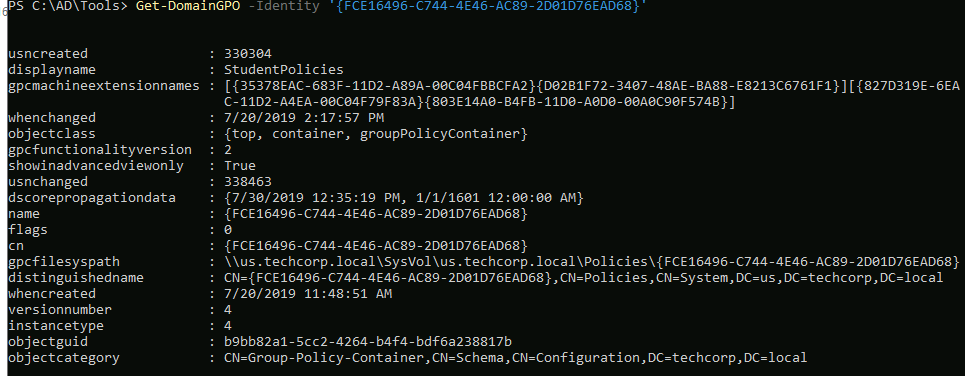 PS C:\AD\Tools> Get-DomainGPO -Identity '{FCE16496-C744-4E46-AC89-2D01D76EAD68}'
usncreated : 330304
displayname : StudentPolicies
gpcmachineextensionnames : [{35378EAC-683F-11D2-A89A-00C04FBBCFA2}{D02B1F72-3407-48AE-BA88-E8213C6761F1}][{827D319E-6EA
C-11D2-A4EA-00C04F79F83A}{803E14A0-B4FB-11D0-A0D0-00A0C90F574B}]
whenchanged : 7/20/2019 2:17:57 PM
objectclass : {top, container, groupPolicyContainer}
gpcfunctionalityversion : 2
showinadvancedviewonly : True
usnchanged : 338463
dscorepropagationdata : {7/30/2019 12:35:19 PM, 1/1/1601 12:00:00 AM}
name : {FCE16496-C744-4E46-AC89-2D01D76EAD68}
flags : 0
cn : {FCE16496-C744-4E46-AC89-2D01D76EAD68}
gpcfilesyspath : \\us.techcorp.local\SysVol\us.techcorp.local\Policies\{FCE16496-C744-4E46-AC89-2D01D76EAD68}
distinguishedname : CN={FCE16496-C744-4E46-AC89-2D01D76EAD68},CN=Policies,CN=System,DC=us,DC=techcorp,DC=local
whencreated : 7/20/2019 11:48:51 AM
versionnumber : 4
instancetype : 4
objectguid : b9bb82a1-5cc2-4264-b4f4-bdf6a238817b
objectcategory : CN=Group-Policy-Container,CN=Schema,CN=Configuration,DC=techcorp,DC=local